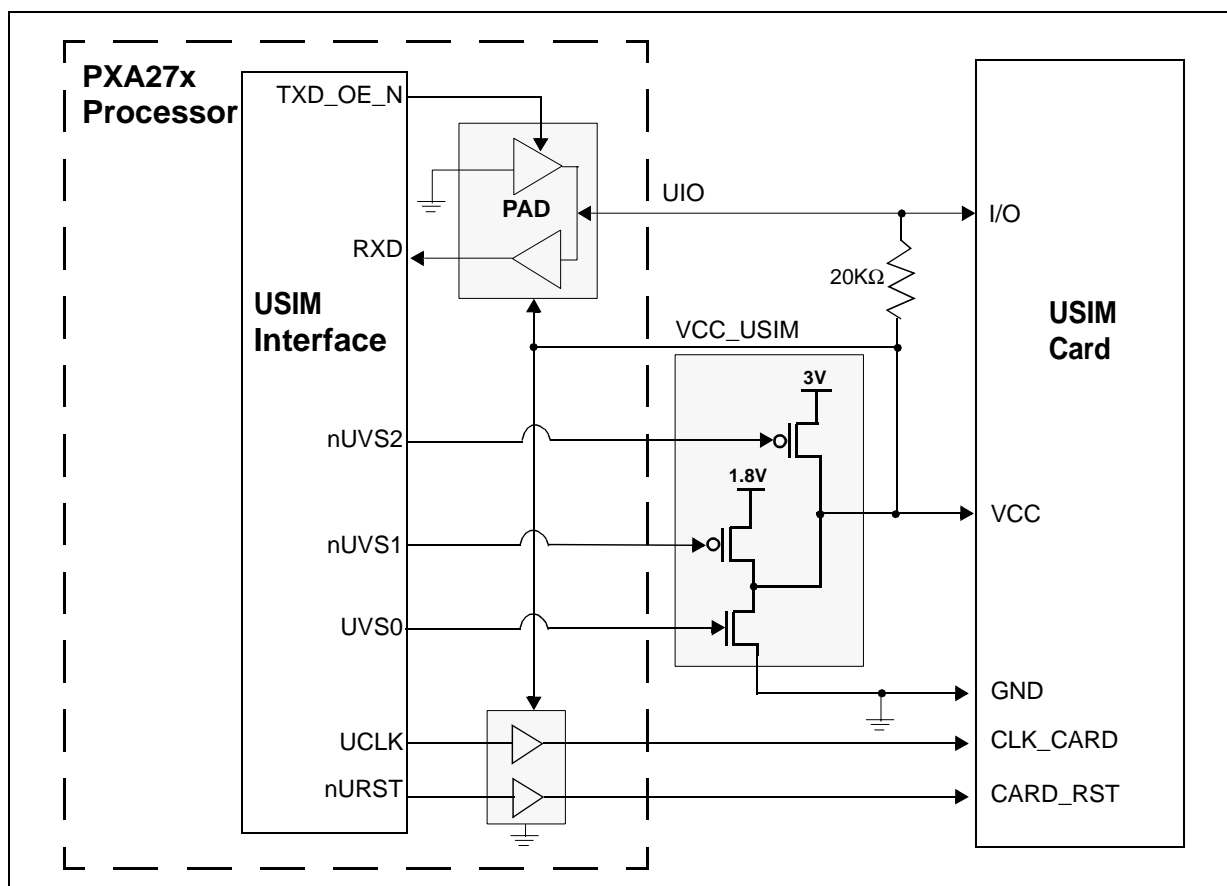 PXA27x
Processor
TXD_OE_N
PAD
UIO
I/O
RXD
20KΩ
USIM
Interface
USIM
Card
VCC_USIM
3V
nUVS2
1.8V
VCC
nUVS1
UVS0
GND
UCLK
CLK_CARD
nURST
CARD_RST